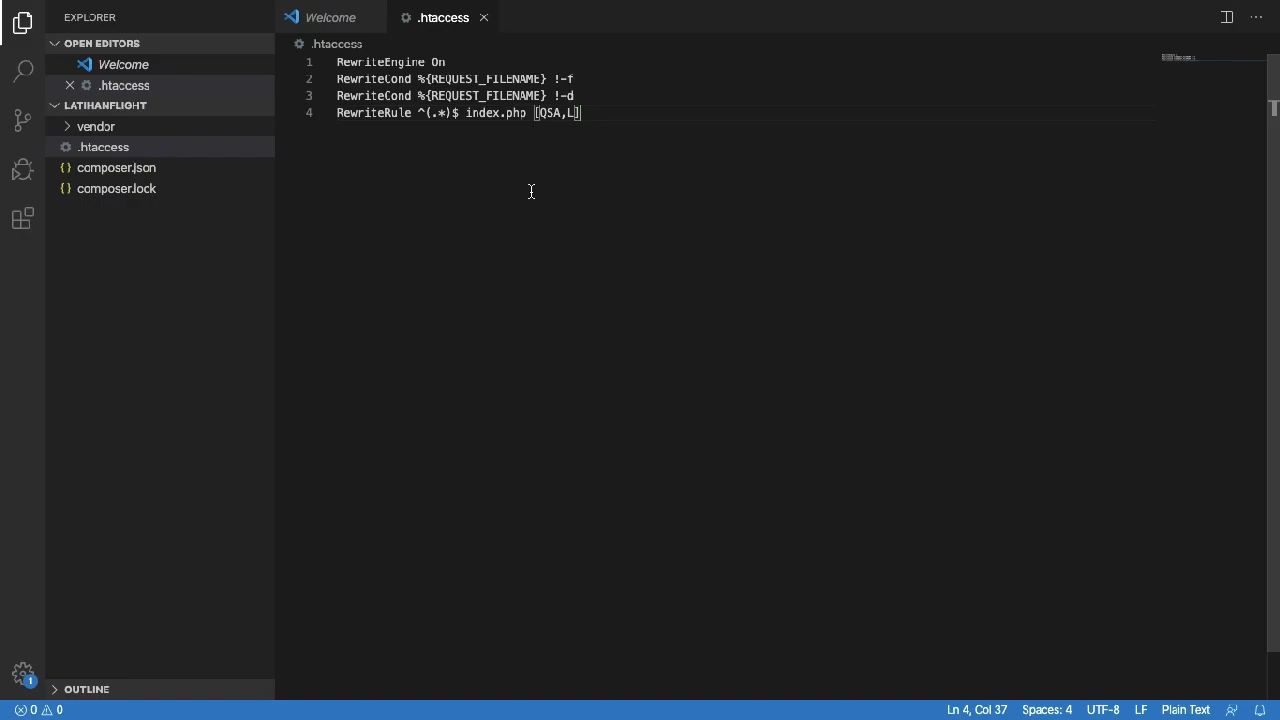 EXPLORER
Welcome
.htaccess
OPEN EDITORS
Welcome
.htaccess
LATIHANFLIGHT
vendor
.htaccess
composer.json
composer.lock
OUTLINE
.htaccess
1 RewriteEngine On
2 RewriteCond %{REQUEST_FILENAME} !-f
3 RewriteCond %{REQUEST_FILENAME} !-d
4 RewriteRule ^(.*)$ index.php [QSA,L]
1
0 0
Ln 4, Col 37 Spaces: 4 UTF-8 LF Plain Text